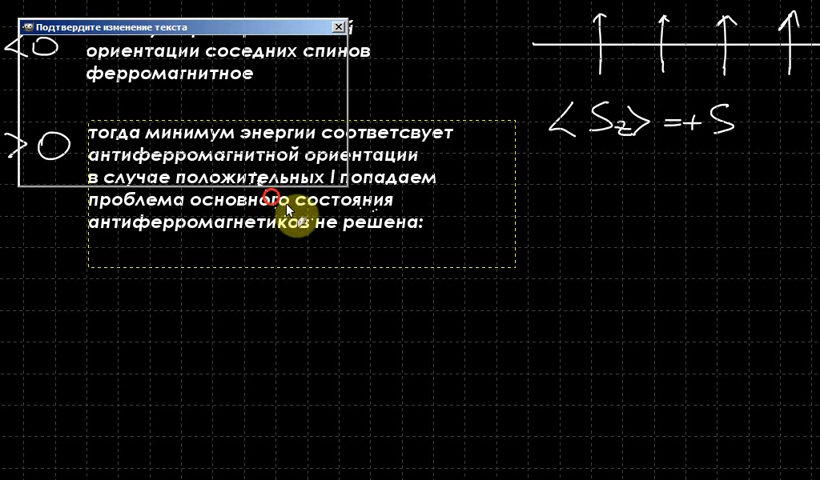 Подтвердите изменение текста
<0
ориентации соседних спинов
ферромагнитное
>0
тогда минимум энергии соответсвует
антиферромагнитной ориентации
в случае положительных I попадаем
проблема основного состояния
антиферромагнетиков не решена:
<Sz> =+ S